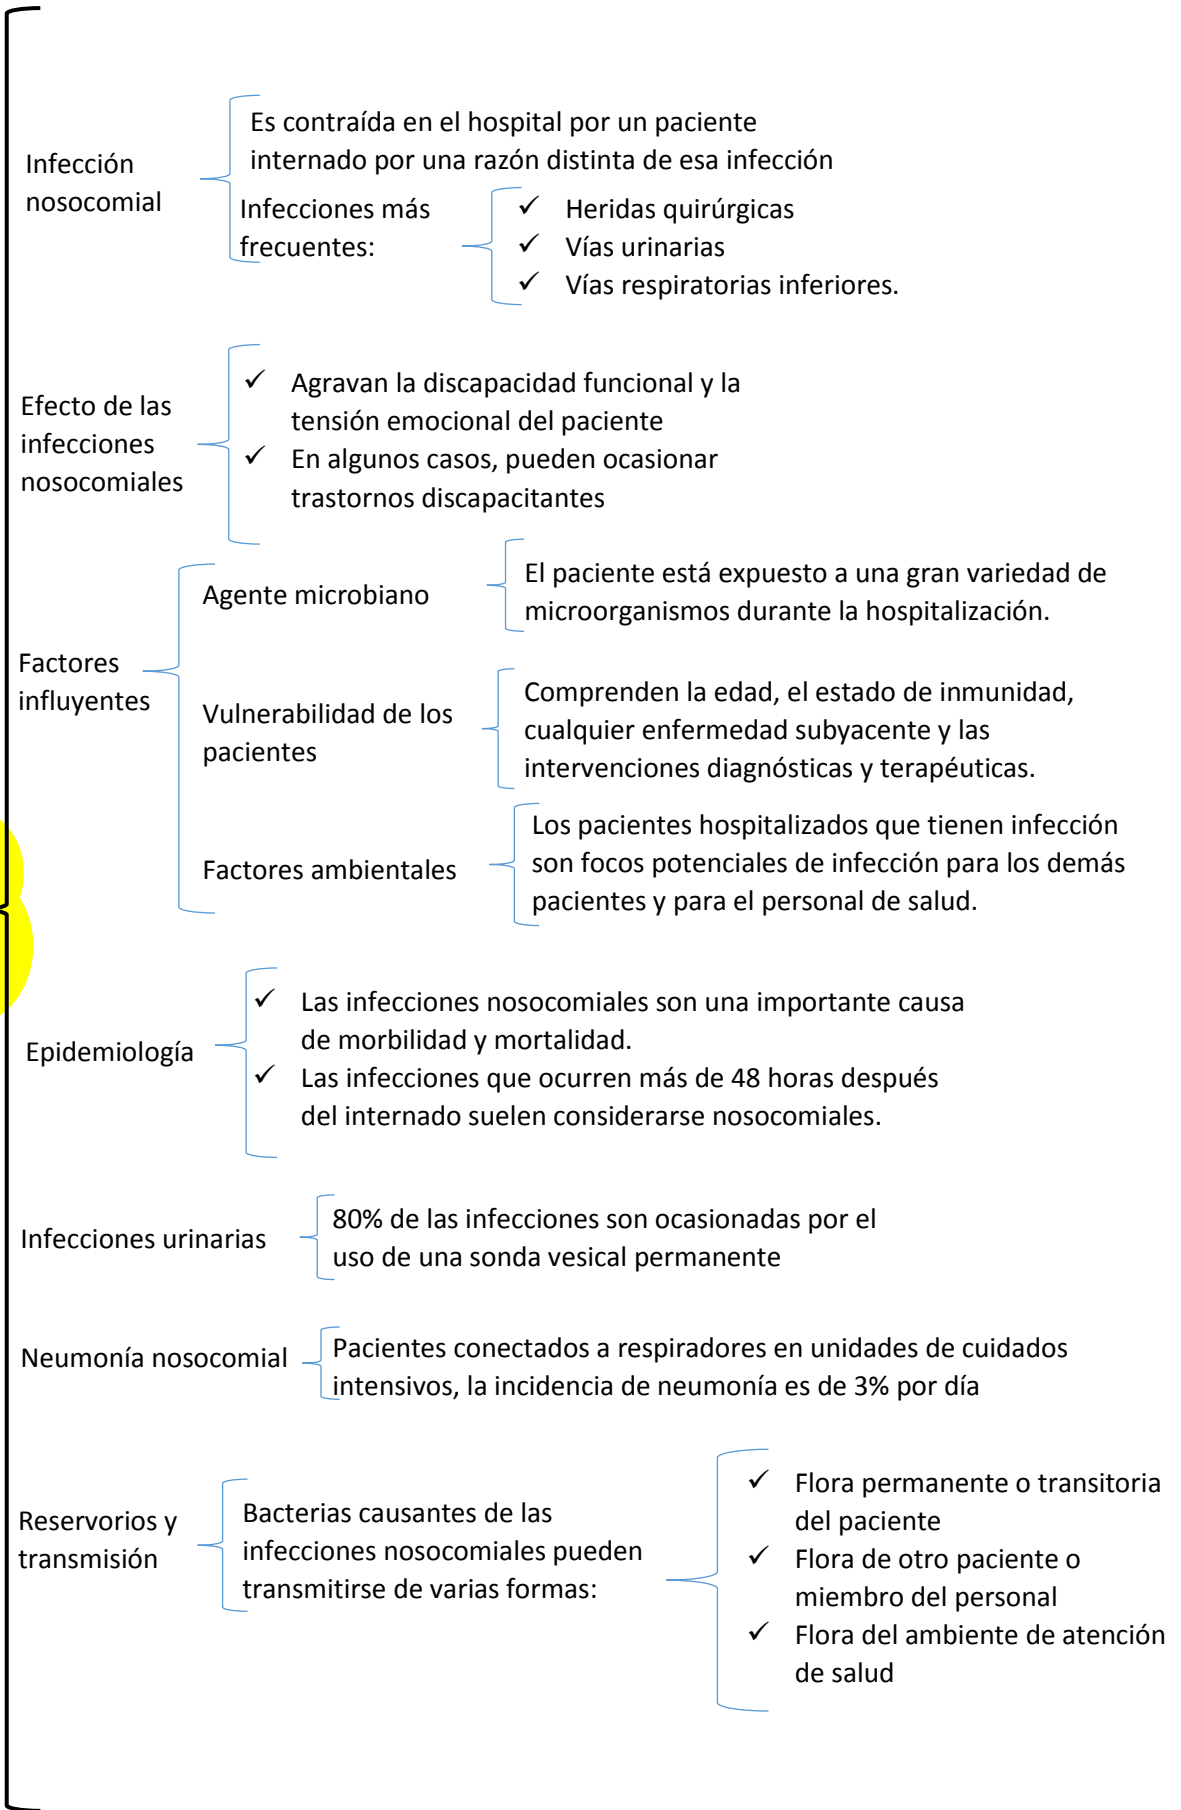 Infección
nosocomial
Es contraída en el hospital por un paciente
internado por una razón distinta de esa infección
Infecciones más
frecuentes:
✓ Heridas quirúrgicas
✓ Vías urinarias
✓ Vías respiratorias inferiores.
Efecto de las
infecciones
nosocomiales
✓ Agravan la discapacidad funcional y la
tensión emocional del paciente
✓ En algunos casos, pueden ocasionar
trastornos discapacitantes
Factores
influyentes
Agente microbiano
El paciente está expuesto a una gran variedad de
microorganismos durante la hospitalización.
Vulnerabilidad de los
pacientes
Comprenden la edad, el estado de inmunidad,
cualquier enfermedad subyacente y las
intervenciones diagnósticas y terapéuticas.
Factores ambientales
Los pacientes hospitalizados que tienen infección
son focos potenciales de infección para los demás
pacientes y para el personal de salud.
Epidemiología
✓ Las infecciones nosocomiales son una importante causa
de morbilidad y mortalidad.
✓ Las infecciones que ocurren más de 48 horas después
del internado suelen considerarse nosocomiales.
Infecciones urinarias
80% de las infecciones son ocasionadas por el
uso de una sonda vesical permanente
Neumonía nosocomial
Pacientes conectados a respiradores en unidades de cuidados
intensivos, la incidencia de neumonía es de 3% por día
Reservorios y
transmisión
Bacterias causantes de las
infecciones nosocomiales pueden
transmitirse de varias formas:
✓ Flora permanente o transitoria
del paciente
✓ Flora de otro paciente o
miembro del personal
✓ Flora del ambiente de atención
de salud